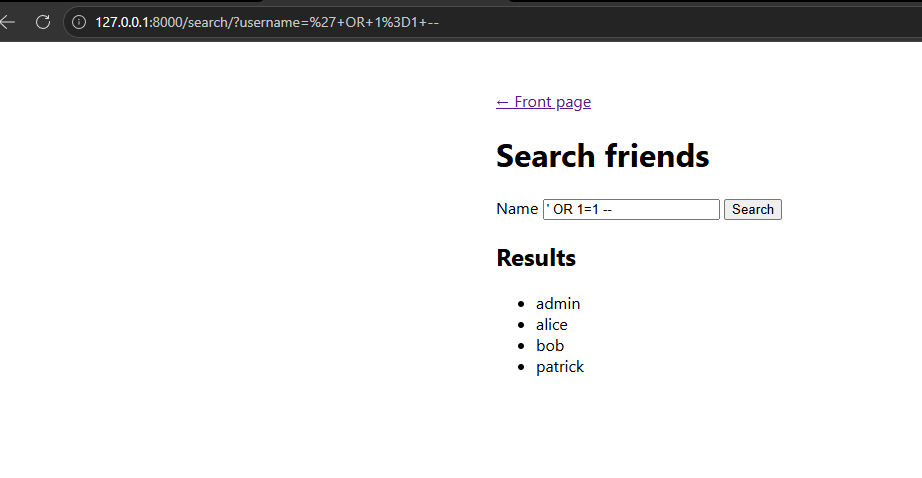 127.0.0.1:8000/search/?username=%27+OR+1%3D1+--
← Front page
Search friends
Name ' OR 1=1 -- Search
Results
• admin
• alice
• bob
• patrick